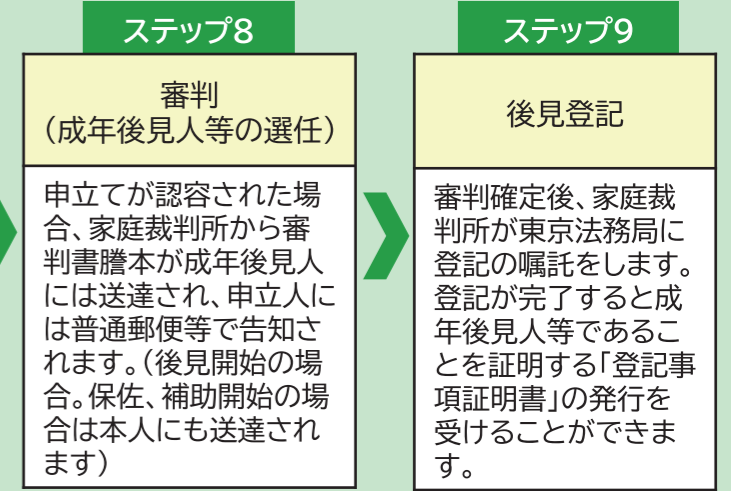 ステップ8
審判
（成年後見人等の選任）
申立てが認容された場
合、家庭裁判所から審
判書謄本が成年後見人
には送達され、申立人に
は普通郵便等で告知さ
れます。（後見開始の場
合。保佐、補助開始の場
合は本人にも送達され
ます）
ステップ9
後見登記
審判確定後、家庭裁
判所が東京法務局に
登記の嘱託をします。
登記が完了すると成
年後見人等であるこ
とを証明する「登記事
項証明書」の発行を
受けることができま
す。